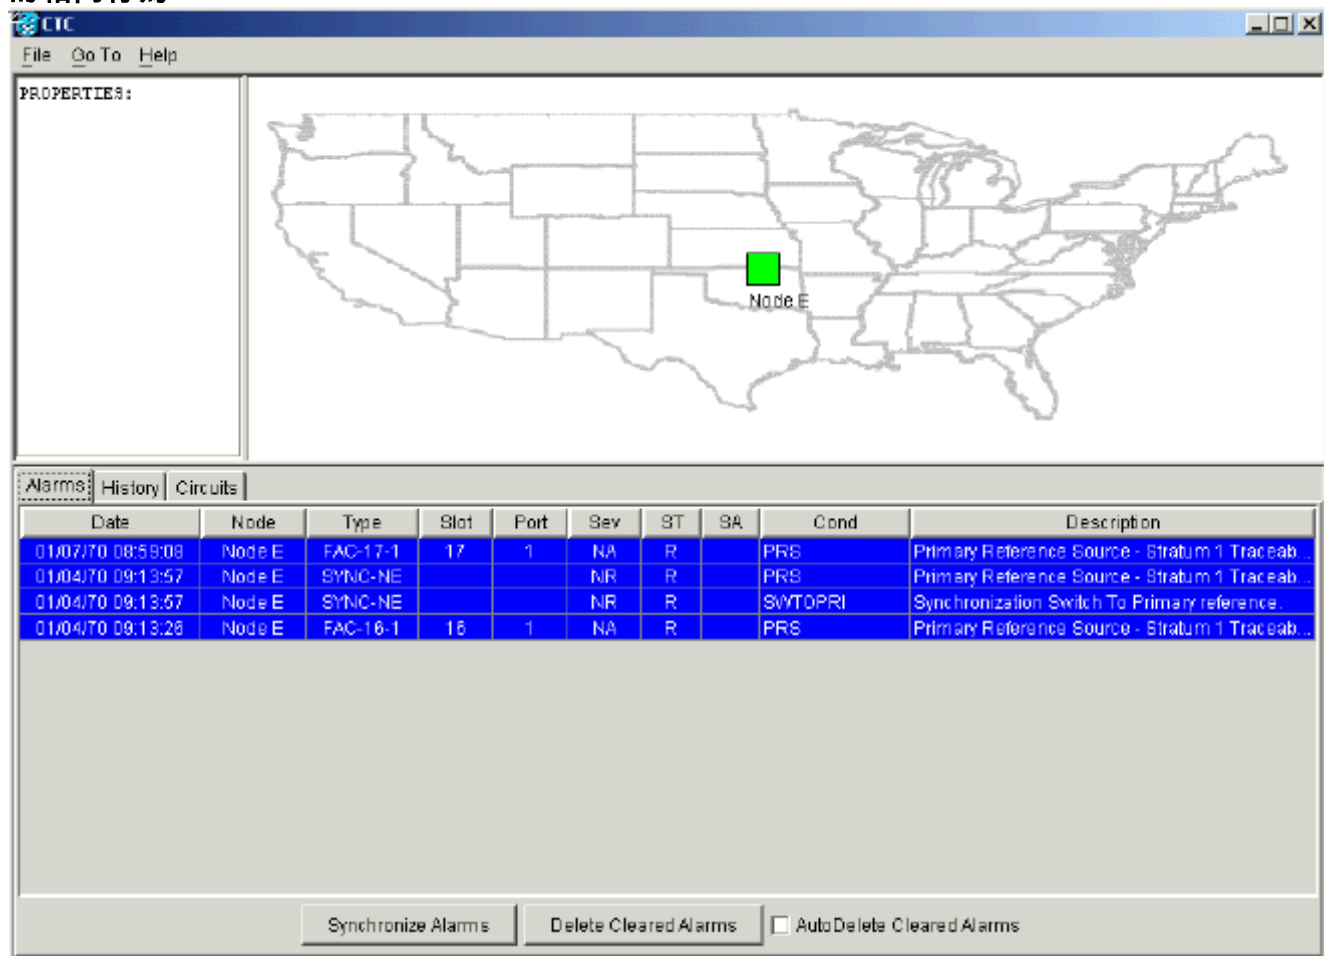 CTC
File Go To Help
PROPERTIES:
Node E
Alarms History Circuits
Date Node Type Slot Port Sev ST SA Cond Description
01/07/70 08:59:08 Node E FAC-17-1 17 1 NA R PRS Primary Reference Source - Stratum 1 Traceab...
01/04/70 09:13:57 Node E SYNC-NE NR R PRS Primary Reference Source - Stratum 1 Traceab...
01/04/70 09:13:57 Node E SYNC-NE NR R SWTOPRI Synchronization Switch To Primary reference.
01/04/70 09:13:26 Node E FAC-16-1 16 1 NA R PRS Primary Reference Source - Stratum 1 Traceab...
Synchronize Alarms Delete Cleared Alarms AutoDelete Cleared Alarms